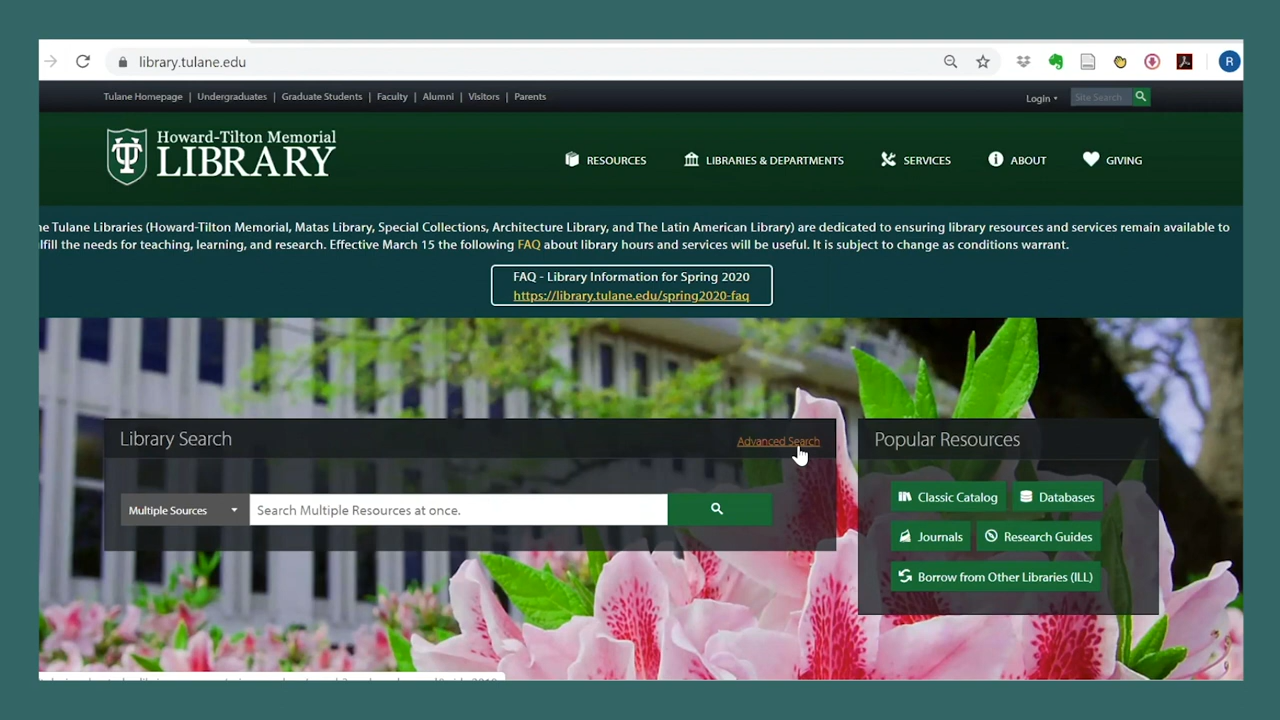 library.tulane.edu
R
Tulane Homepage | Undergraduates | Graduate Students | Faculty | Alumni | Visitors | Parents
Login
Site Search
Howard-Tilton Memorial
LIBRARY
RESOURCES
LIBRARIES & DEPARTMENTS
SERVICES
ABOUT
GIVING
Tulane Libraries (Howard-Tilton Memorial, Matas Library, Special Collections, Architecture Library, and The Latin American Library) are dedicated to ensuring library resources and services remain available to
the needs for teaching, learning, and research. Effective March 15 the following FAQ about library hours and services will be useful. It is subject to change as conditions warrant.
FAQ - Library Information for Spring 2020
https://library.tulane.edu/spring2020-faq
Library Search
Advanced Search
Multiple Sources
Search Multiple Resources at once.
Popular Resources
Classic Catalog
Databases
Journals
Research Guides
Borrow from Other Libraries (ILL)